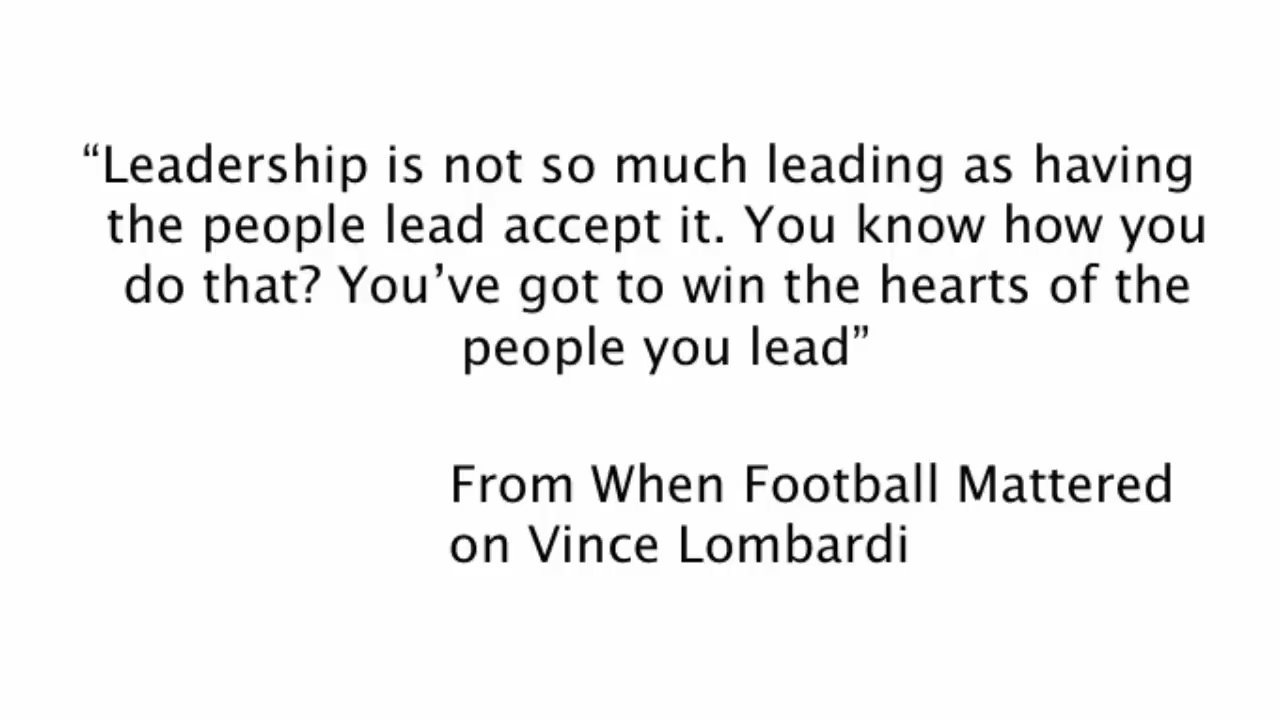 “Leadership is not so much leading as having
the people lead accept it. You know how you
do that? You’ve got to win the hearts of the
people you lead”
From When Football Mattered
on Vince Lombardi